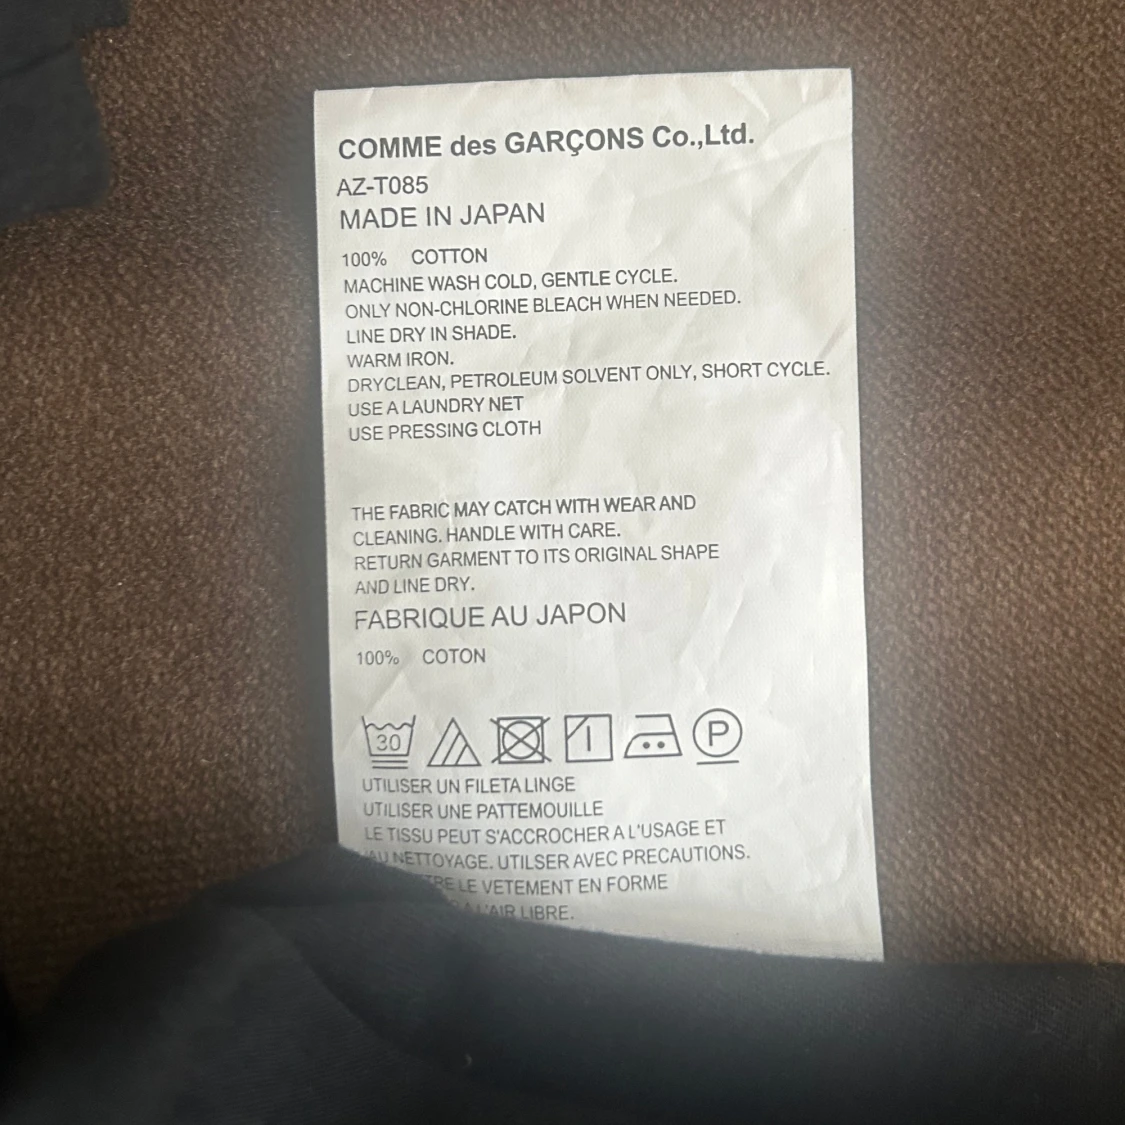 COMME des GARÇONS Co.,Ltd.
AZ-T085
MADE IN JAPAN
100% COTTON
MACHINE WASH COLD, GENTLE CYCLE.
ONLY NON-CHLORINE BLEACH WHEN NEEDED.
LINE DRY IN SHADE.
WARM IRON.
DRYCLEAN, PETROLEUM SOLVENT ONLY, SHORT CYCLE.
USE A LAUNDRY NET
USE PRESSING CLOTH
THE FABRIC MAY CATCH WITH WEAR AND
CLEANING. HANDLE WITH CARE.
RETURN GARMENT TO ITS ORIGINAL SHAPE
AND LINE DRY.
FABRIQUE AU JAPON
100% COTON
30 P
UTILISER UN FILET A LINGE
UTILISER UNE PATTEMOUILLE
LE TISSU PEUT S'ACCROCHER A L'USAGE ET
AU NETTOYAGE. UTILSER AVEC PRECAUTIONS.
LE VETEMENT EN FORME
A L'AIR LIBRE.